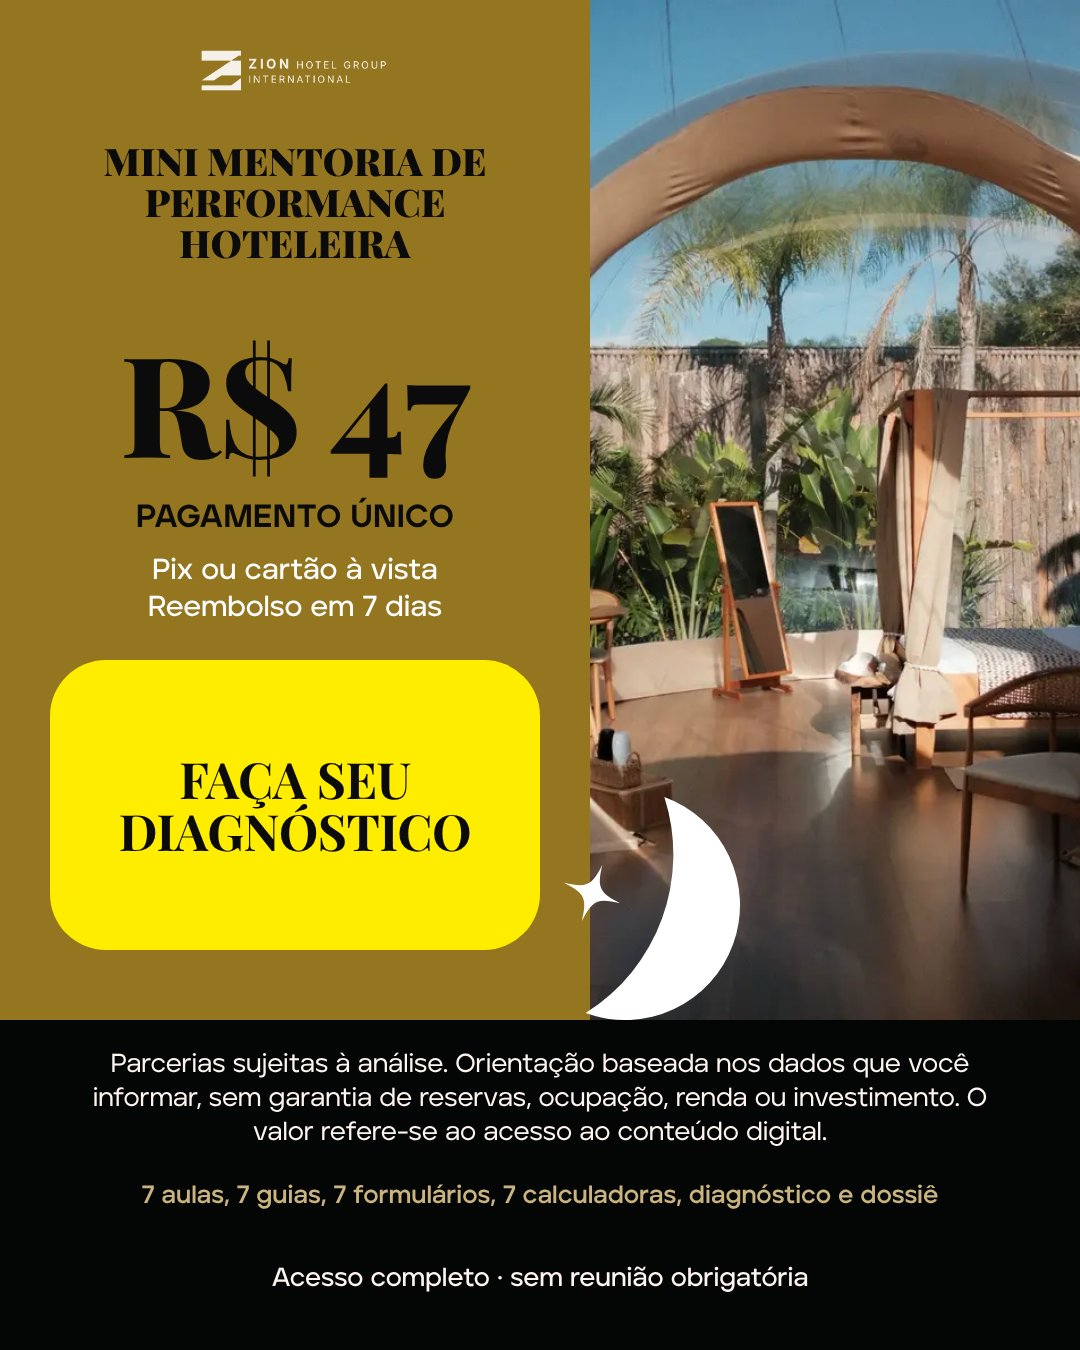 ZION HOTEL GROUP
INTERNATIONAL
MINI MENTORIA DE
PERFORMANCE
HOTELEIRA
R$ 47
PAGAMENTO ÚNICO
Pix ou cartão à vista
Reembolso em 7 dias
FAÇA SEU
DIAGNÓSTICO
Parcerias sujeitas à análise. Orientação baseada nos dados que você
informar, sem garantia de reservas, ocupação, renda ou investimento. O
valor refere-se ao acesso ao conteúdo digital.
7 aulas, 7 guias, 7 formulários, 7 calculadoras, diagnóstico e dossiê
Acesso completo · sem reunião obrigatória